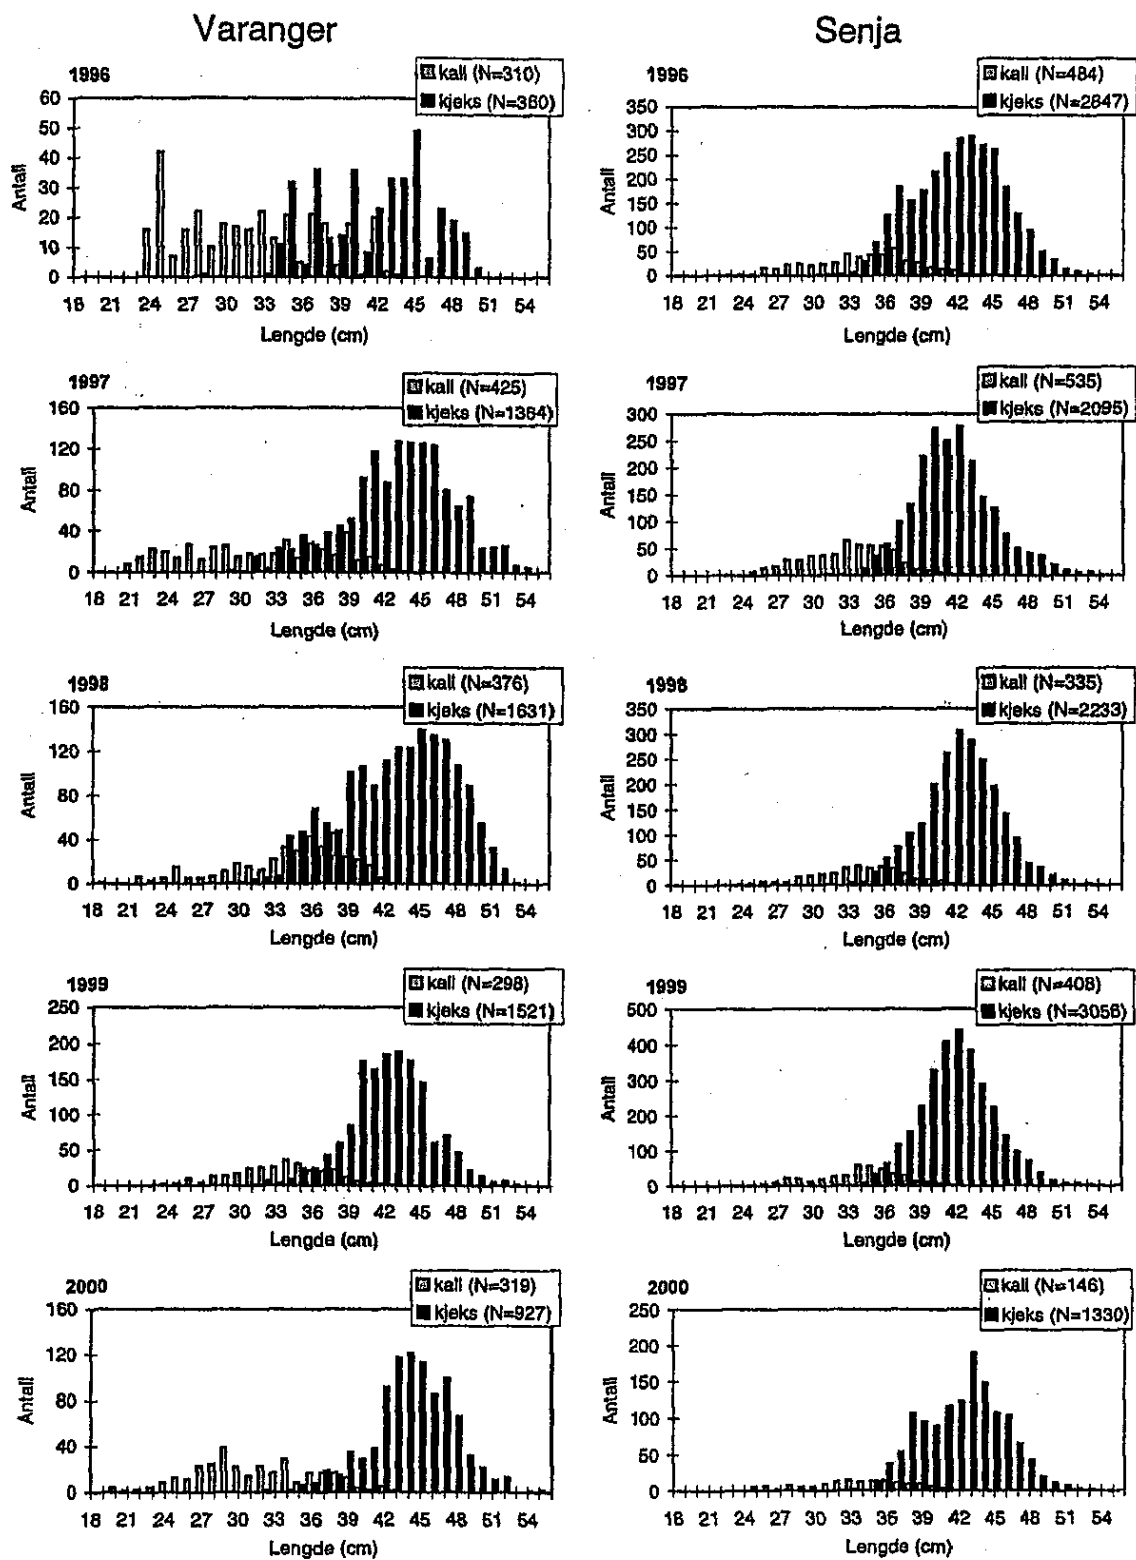 Varanger
Senja
1996
kall (N=310)
kjeks (N=360)
60
50
40
30
20
10
0
Antall
18 21 24 27 30 33 36 39 42 45 48 51 54
Lengde (cm)
1996
kall (N=484)
kjeks (N=2847)
350
300
250
200
150
100
50
0
Antall
18 21 24 27 30 33 36 39 42 45 48 51 54
Lengde (cm)
1997
kall (N=425)
kjeks (N=1364)
160
120
80
40
0
Antall
18 21 24 27 30 33 36 39 42 45 48 51 54
Lengde (cm)
1997
kall (N=535)
kjeks (N=2095)
300
250
200
150
100
50
0
Antall
18 21 24 27 30 33 36 39 42 45 48 51 54
Lengde (cm)
1998
kall (N=376)
kjeks (N=1631)
160
120
80
40
0
Antall
18 21 24 27 30 33 36 39 42 45 48 51 54
Lengde (cm)
1998
kall (N=335)
kjeks (N=2233)
350
300
250
200
150
100
50
0
Antall
18 21 24 27 30 33 36 39 42 45 48 51 54
Lengde (cm)
1999
kall (N=298)
kjeks (N=1521)
250
200
150
100
50
0
Antall
18 21 24 27 30 33 36 39 42 45 48 51 54
Lengde (cm)
1999
kall (N=408)
kjeks (N=3056)
500
400
300
200
100
0
Antall
18 21 24 27 30 33 36 39 42 45 48 51 54
Lengde (cm)
2000
kall (N=319)
kjeks (N=927)
160
120
80
40
0
Antall
18 21 24 27 30 33 36 39 42 45 48 51 54
Lengde (cm)
2000
kall (N=146)
kjeks (N=1330)
250
200
150
100
50
0
Antall
18 21 24 27 30 33 36 39 42 45 48 51 54
Lengde (cm)